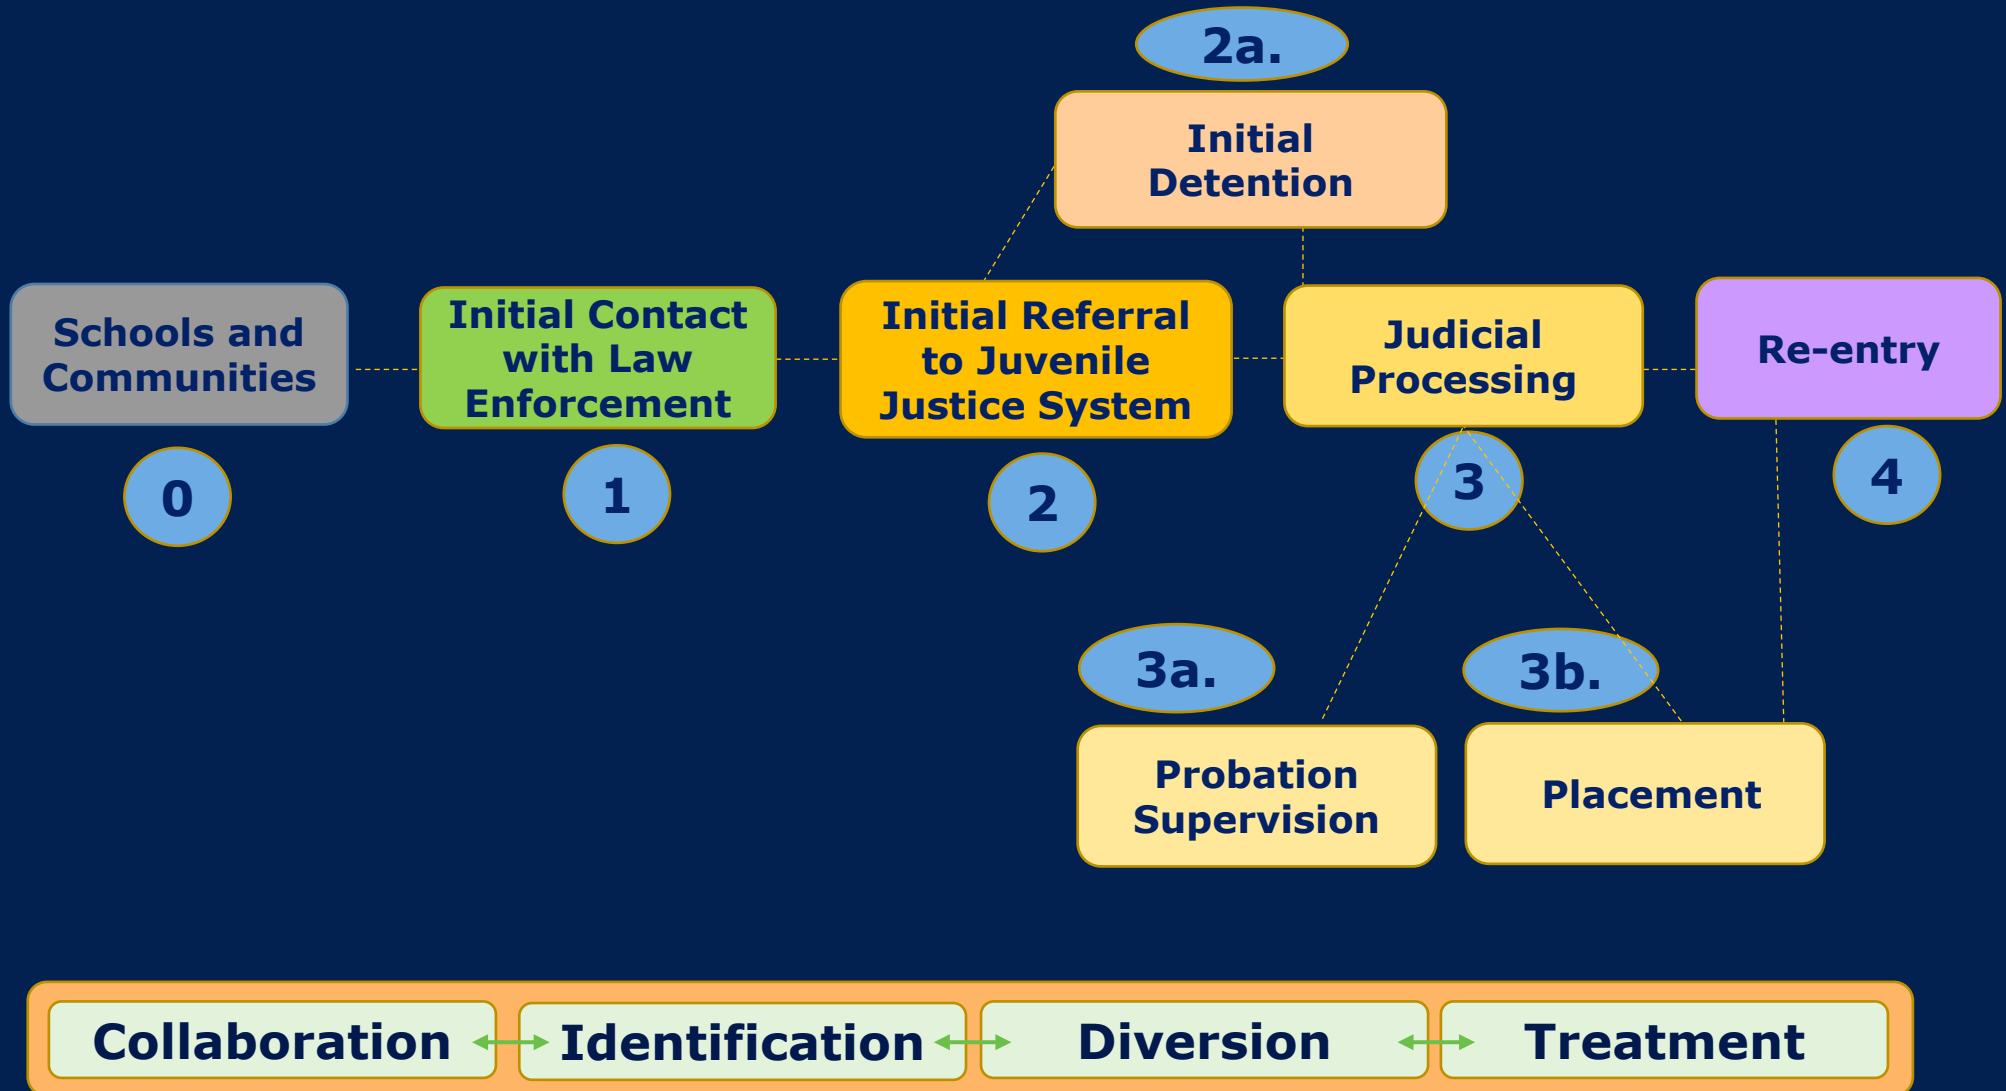 2a.
Initial
Detention
Schools and
Communities
0
Initial Contact
with Law
Enforcement
1
Initial Referral
to Juvenile
Justice System
2
Judicial
Processing
3
Re-entry
4
3a.
Probation
Supervision
3b.
Placement
Collaboration
Identification
Diversion
Treatment